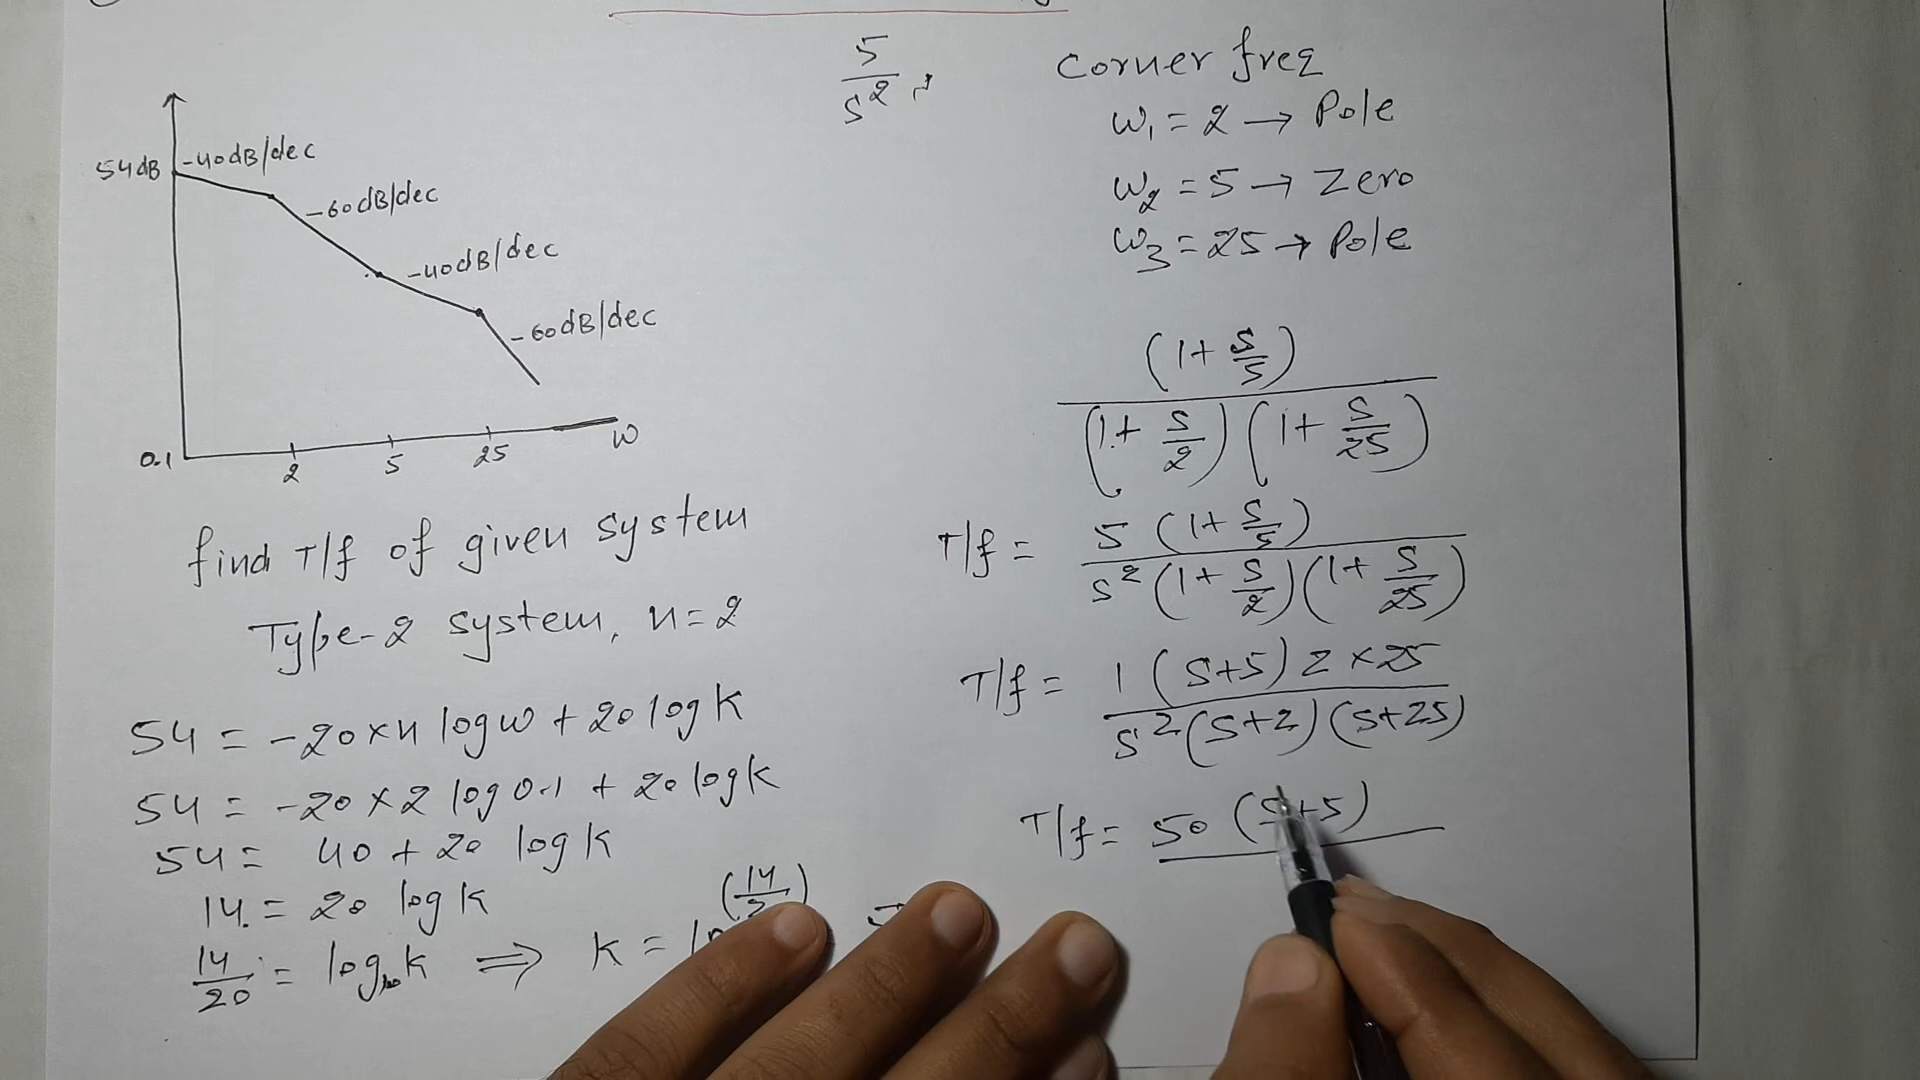 54dB
-40dB/dec
-60dB/dec
-40dB/dec
-60dB/dec
0.1
2
5
25
ω
find T/f of given system
Type-2 system, n=2
54 = -20×n logω + 20 log K
54 = -20×2 log 0.1 + 20 log K
54 = 40 + 20 log K
14. = 20 log K
14/20 = log₁₀ K ⟹ K =
5/s²,
Corner freq
ω₁ = 2 → Pole
ω₂ = 5 → Zero
ω₃ = 25 → Pole
(1+ s/5)
(1+ s/2) (1+ s/25)
T/f = 5 (1+ s/5) / s² (1+ s/2)(1+ s/25)
T/f = 1 (s+5) 2×25 / s² (s+2)(s+25)
T/f = 50 (s+5)